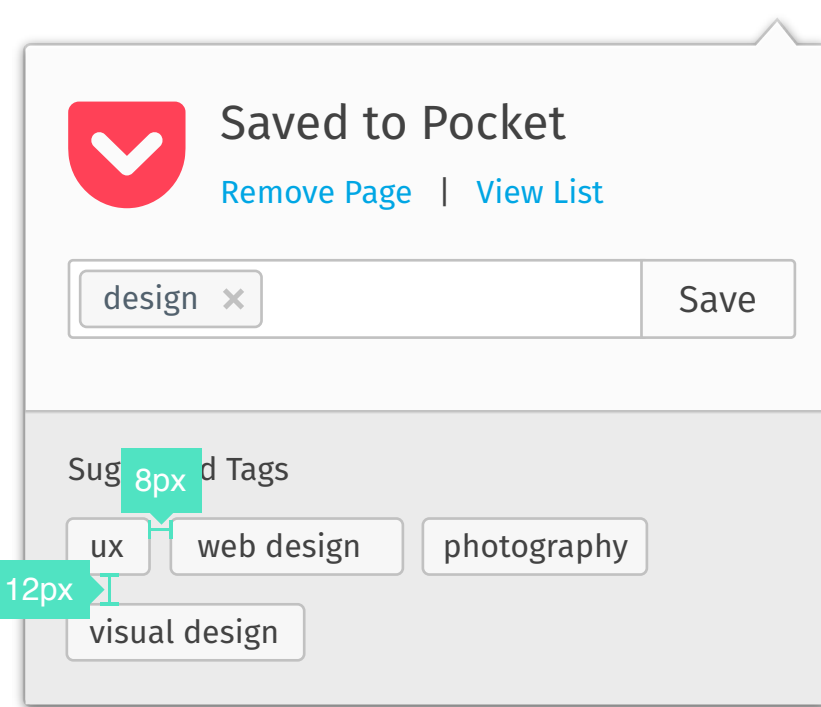 Saved to Pocket
Remove Page | View List
design ×
Save
Sug d Tags
8px
ux web design photography
12px
visual design